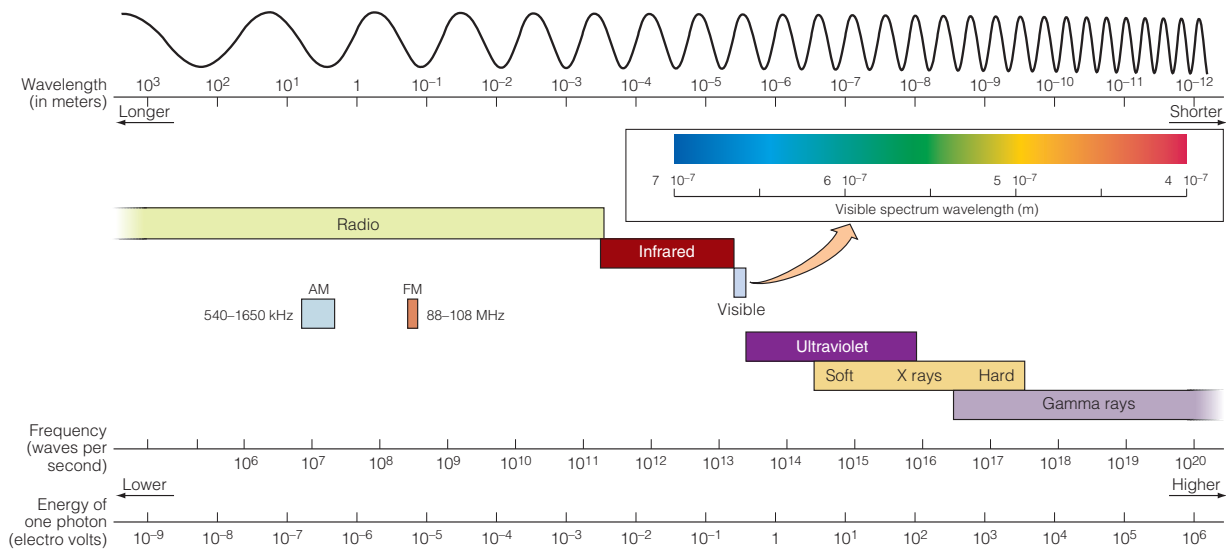 Wavelength
(in meters)
10³ 10² 10¹ 1 10⁻¹ 10⁻² 10⁻³ 10⁻⁴ 10⁻⁵ 10⁻⁶ 10⁻⁷ 10⁻⁸ 10⁻⁹ 10⁻¹⁰ 10⁻¹¹ 10⁻¹²
Longer Shorter
7 10⁻⁷ 6 10⁻⁷ 5 10⁻⁷ 4 10⁻⁷
Visible spectrum wavelength (m)
Radio
Infrared
Visible
AM FM
540–1650 kHz 88–108 MHz
Ultraviolet
Soft X rays Hard
Gamma rays
Frequency
(waves per
second)
10⁶ 10⁷ 10⁸ 10⁹ 10¹⁰ 10¹¹ 10¹² 10¹³ 10¹⁴ 10¹⁵ 10¹⁶ 10¹⁷ 10¹⁸ 10¹⁹ 10²⁰
Lower Higher
Energy of
one photon
(electro volts)
10⁻⁹ 10⁻⁸ 10⁻⁷ 10⁻⁶ 10⁻⁵ 10⁻⁴ 10⁻³ 10⁻² 10⁻¹ 1 10¹ 10² 10³ 10⁴ 10⁵ 10⁶